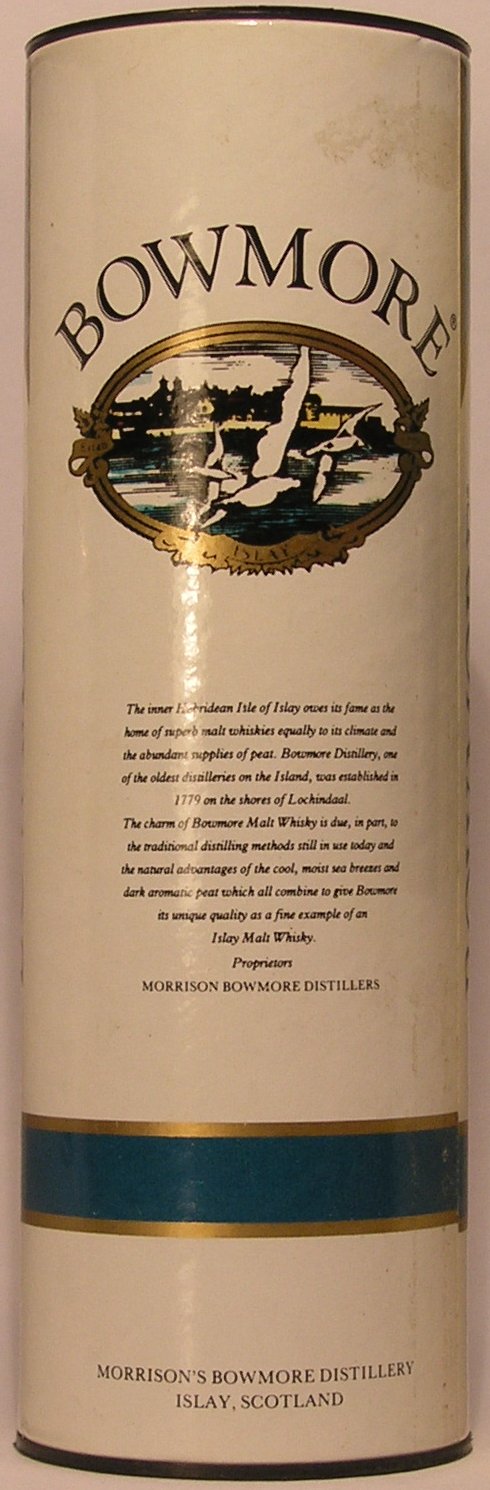 BOWMORE®
ISLAY
The inner Hebridean Isle of Islay owes its fame as the
home of superb malt whiskies equally to its climate and
the abundant supplies of peat. Bowmore Distillery, one
of the oldest distilleries on the Island, was established in
1779 on the shores of Lochindaal.
The charm of Bowmore Malt Whisky is due, in part, to
the traditional distilling methods still in use today and
the natural advantages of the cool, moist sea breezes and
dark aromatic peat which all combine to give Bowmore
its unique quality as a fine example of an
Islay Malt Whisky.
Proprietors
MORRISON BOWMORE DISTILLERS
MORRISON'S BOWMORE DISTILLERY
ISLAY, SCOTLAND